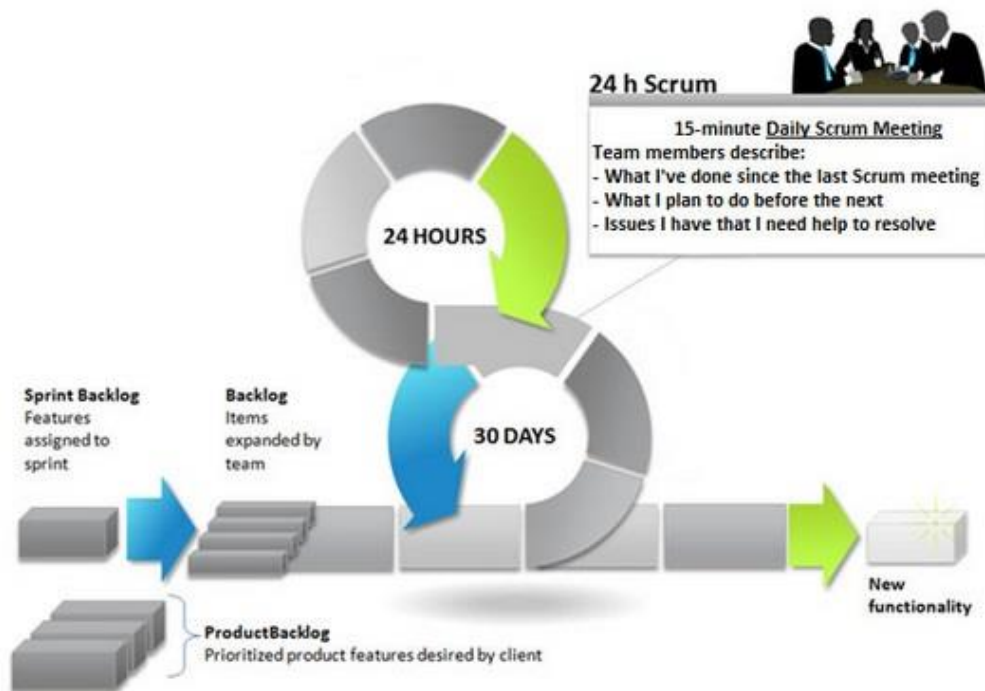 24 h Scrum
15-minute Daily Scrum Meeting
Team members describe:
- What I've done since the last Scrum meeting
- What I plan to do before the next
- Issues I have that I need help to resolve
24 HOURS
30 DAYS
Sprint Backlog
Features
assigned to
sprint
Backlog
Items
expanded by
team
New
functionality
ProductBacklog
Prioritized product features desired by client